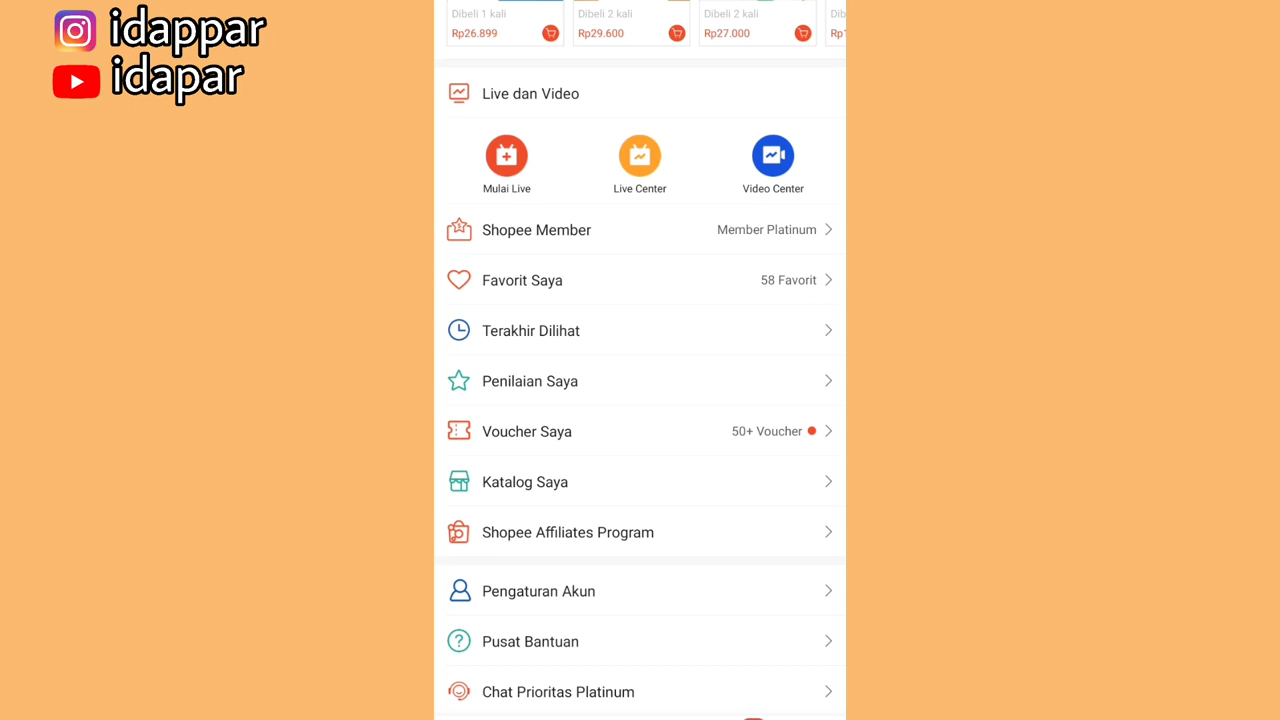 idappar
idapar
Dibeli 1 kali
Rp26.899
Dibeli 2 kali
Rp29.600
Dibeli 2 kali
Rp27.000
Live dan Video
Mulai Live
Live Center
Video Center
Shopee Member
Member Platinum
Favorit Saya
58 Favorit
Terakhir Dilihat
Penilaian Saya
Voucher Saya
50+ Voucher
Katalog Saya
Shopee Affiliates Program
Pengaturan Akun
Pusat Bantuan
Chat Prioritas Platinum